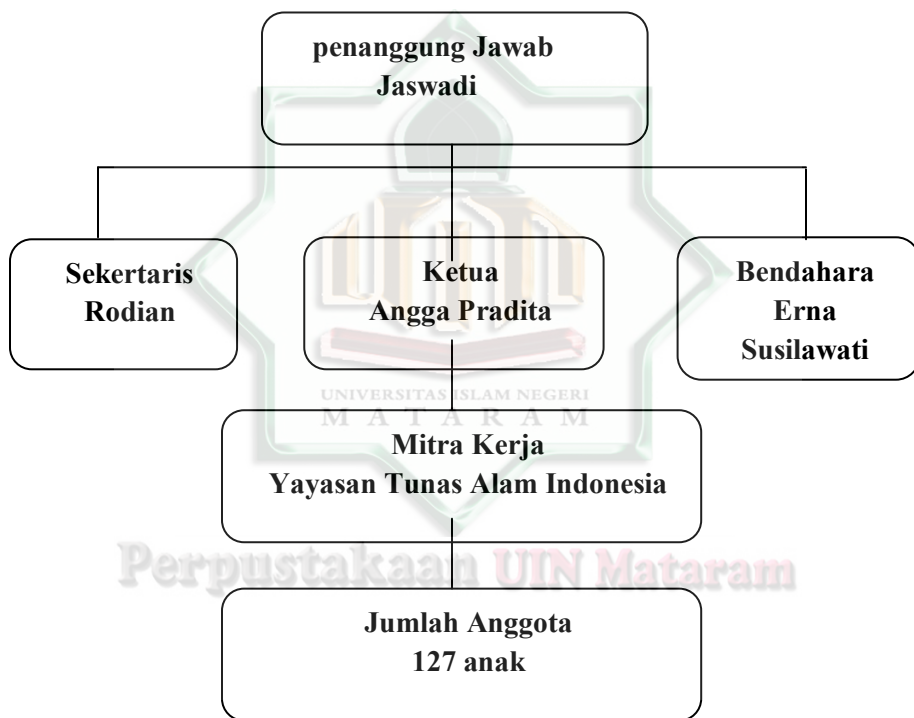 penanggung Jawab
Jaswadi
Sekertaris
Rodian
Ketua
Angga Pradita
Bendahara
Erna
Susilawati
UNIVERSITAS ISLAM NEGERI
MATARAM
Mitra Kerja
Yayasan Tunas Alam Indonesia
Perpustakaan UIN Mataram
Jumlah Anggota
127 anak